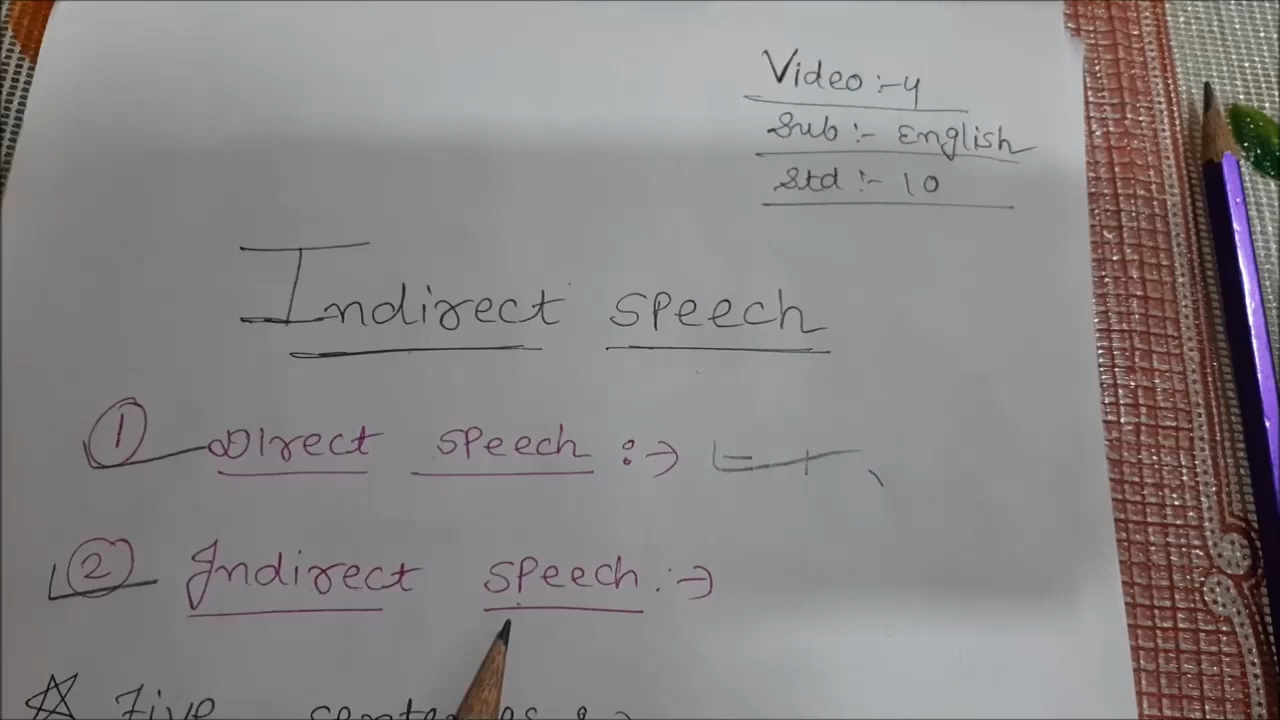 Video :- 4
Sub :- English
Std :- 10
Indirect speech
① Direct speech :→
② Indirect speech :→
☆ Five